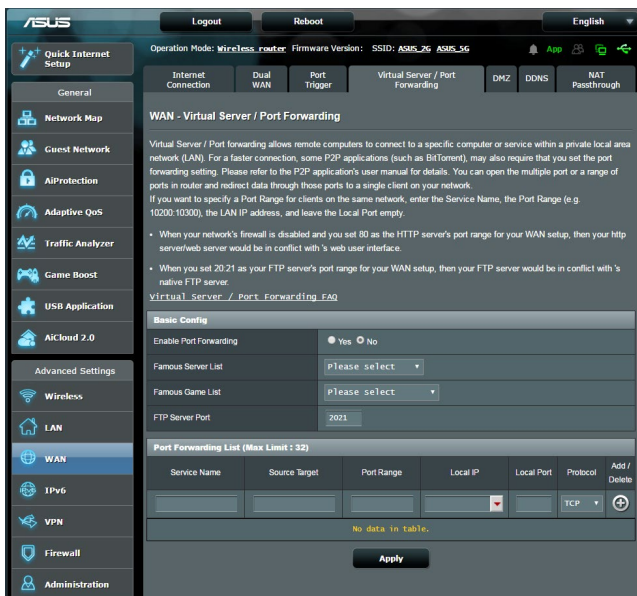 ASUS
Logout
Reboot
English
Quick Internet
Setup
Operation Mode: Wireless router Firmware Version: SSID: ASUS_2G ASUS_5G
App
Internet
Connection
Dual
WAN
Port
Trigger
Virtual Server / Port
Forwarding
DMZ
DDNS
NAT
Passthrough
General
Network Map
Guest Network
AiProtection
Adaptive QoS
Traffic Analyzer
Game Boost
USB Application
AiCloud 2.0
Advanced Settings
Wireless
LAN
WAN
IPv6
VPN
Firewall
Administration
WAN - Virtual Server / Port Forwarding
Virtual Server / Port forwarding allows remote computers to connect to a specific computer or service within a private local area
network (LAN). For a faster connection, some P2P applications (such as BitTorrent), may also require that you set the port
forwarding setting. Please refer to the P2P application's user manual for details. You can open the multiple port or a range of
ports in router and redirect data through those ports to a single client on your network.
If you want to specify a Port Range for clients on the same network, enter the Service Name, the Port Range (e.g.
10200:10300), the LAN IP address, and leave the Local Port empty.
• When your network's firewall is disabled and you set 80 as the HTTP server's port range for your WAN setup, then your http
server/web server would be in conflict with 's web user interface.
• When you set 20:21 as your FTP server's port range for your WAN setup, then your FTP server would be in conflict with 's
native FTP server.
Virtual Server / Port Forwarding FAQ
Basic Config
Enable Port Forwarding
Yes No
Famous Server List
Please select
Famous Game List
Please select
FTP Server Port
2021
Port Forwarding List (Max Limit : 32)
Service Name
Source Target
Port Range
Local IP
Local Port
Protocol
Add /
Delete
TCP
No data in table.
Apply